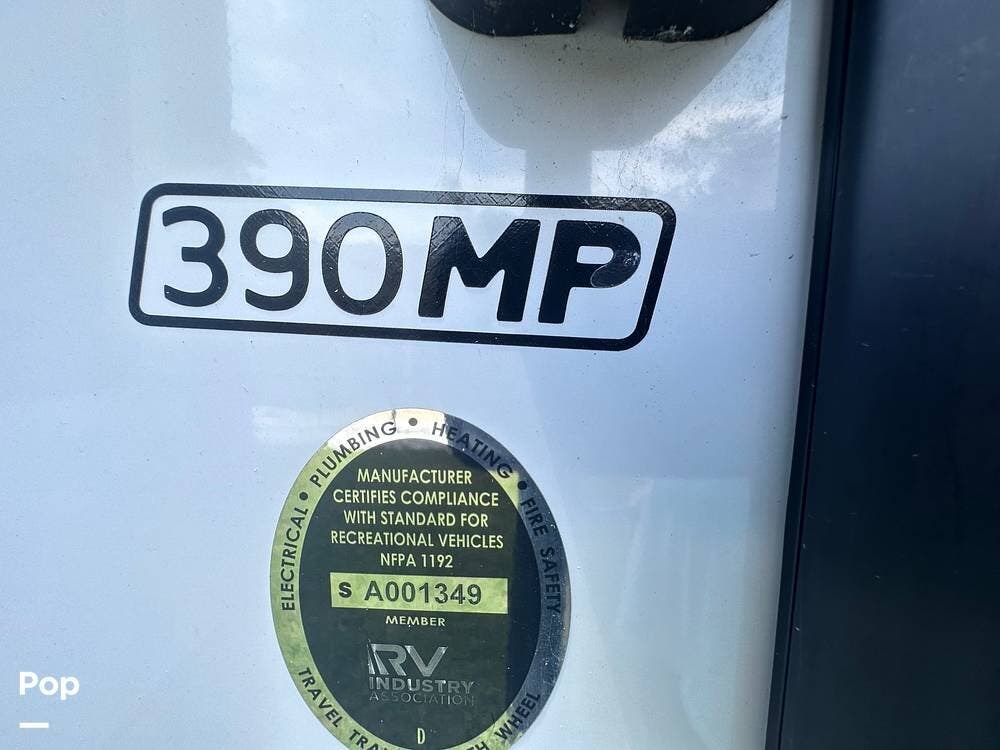 390MP
ELECTRICAL • PLUMBING • HEATING • FIRE SAFETY
MANUFACTURER
CERTIFIES COMPLIANCE
WITH STANDARD FOR
RECREATIONAL VEHICLES
NFPA 1192
S A001349
MEMBER
RV
INDUSTRY
ASSOCIATION
D
TRAVEL WHEEL
Pop